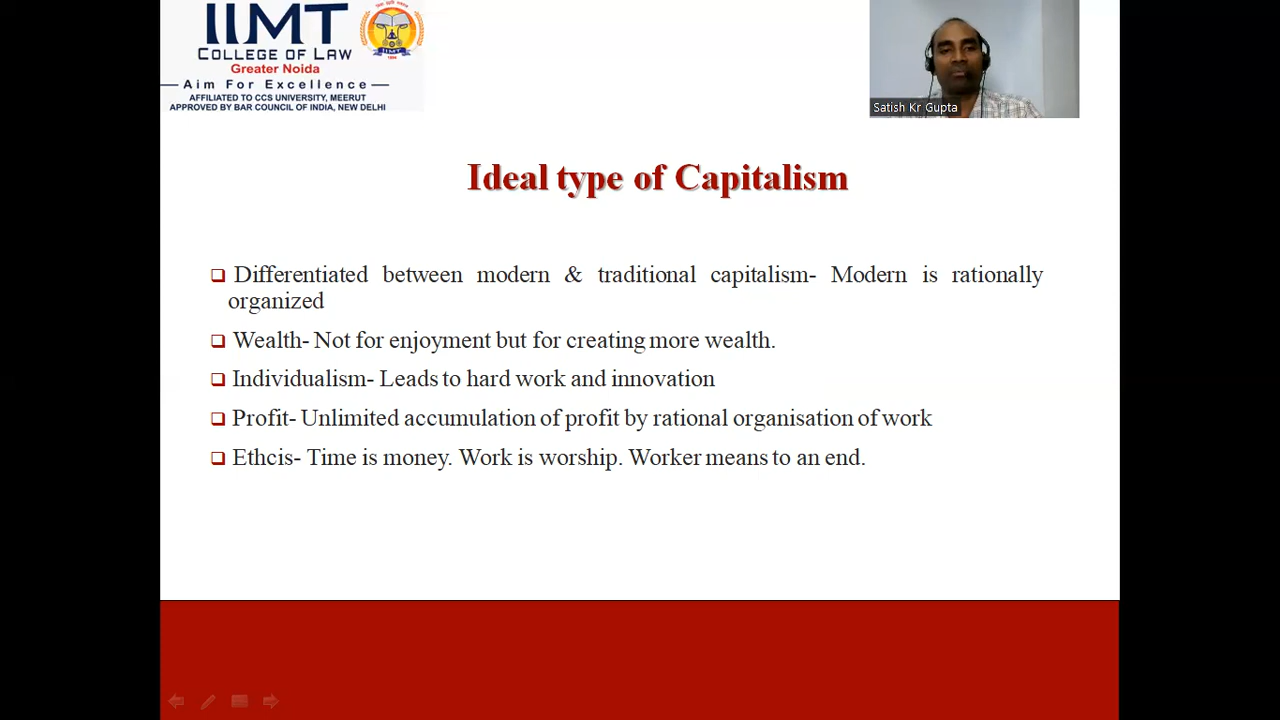 IIMT
COLLEGE OF LAW
Greater Noida
Aim For Excellence
AFFILIATED TO CCS UNIVERSITY, MEERUT
APPROVED BY BAR COUNCIL OF INDIA, NEW DELHI
IIMT
Satish Kr Gupta
Ideal type of Capitalism
Differentiated between modern & traditional capitalism- Modern is rationally
organized
Wealth- Not for enjoyment but for creating more wealth.
Individualism- Leads to hard work and innovation
Profit- Unlimited accumulation of profit by rational organisation of work
Ethcis- Time is money. Work is worship. Worker means to an end.